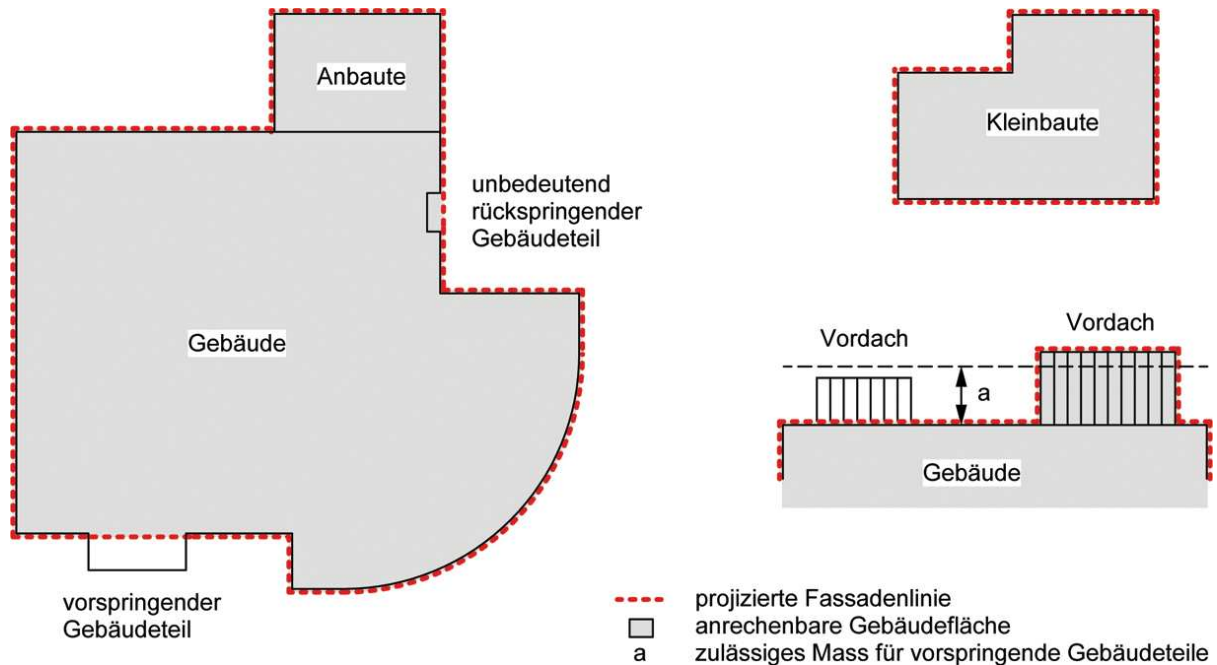 Anbaute
Kleinbaute
unbedeutend
rückspringender
Gebäudeteil
Gebäude
Vordach
Vordach
a
Gebäude
vorspringender
Gebäudeteil
projizierte Fassadenlinie
anrechenbare Gebäudefläche
a zulässiges Mass für vorspringende Gebäudeteile